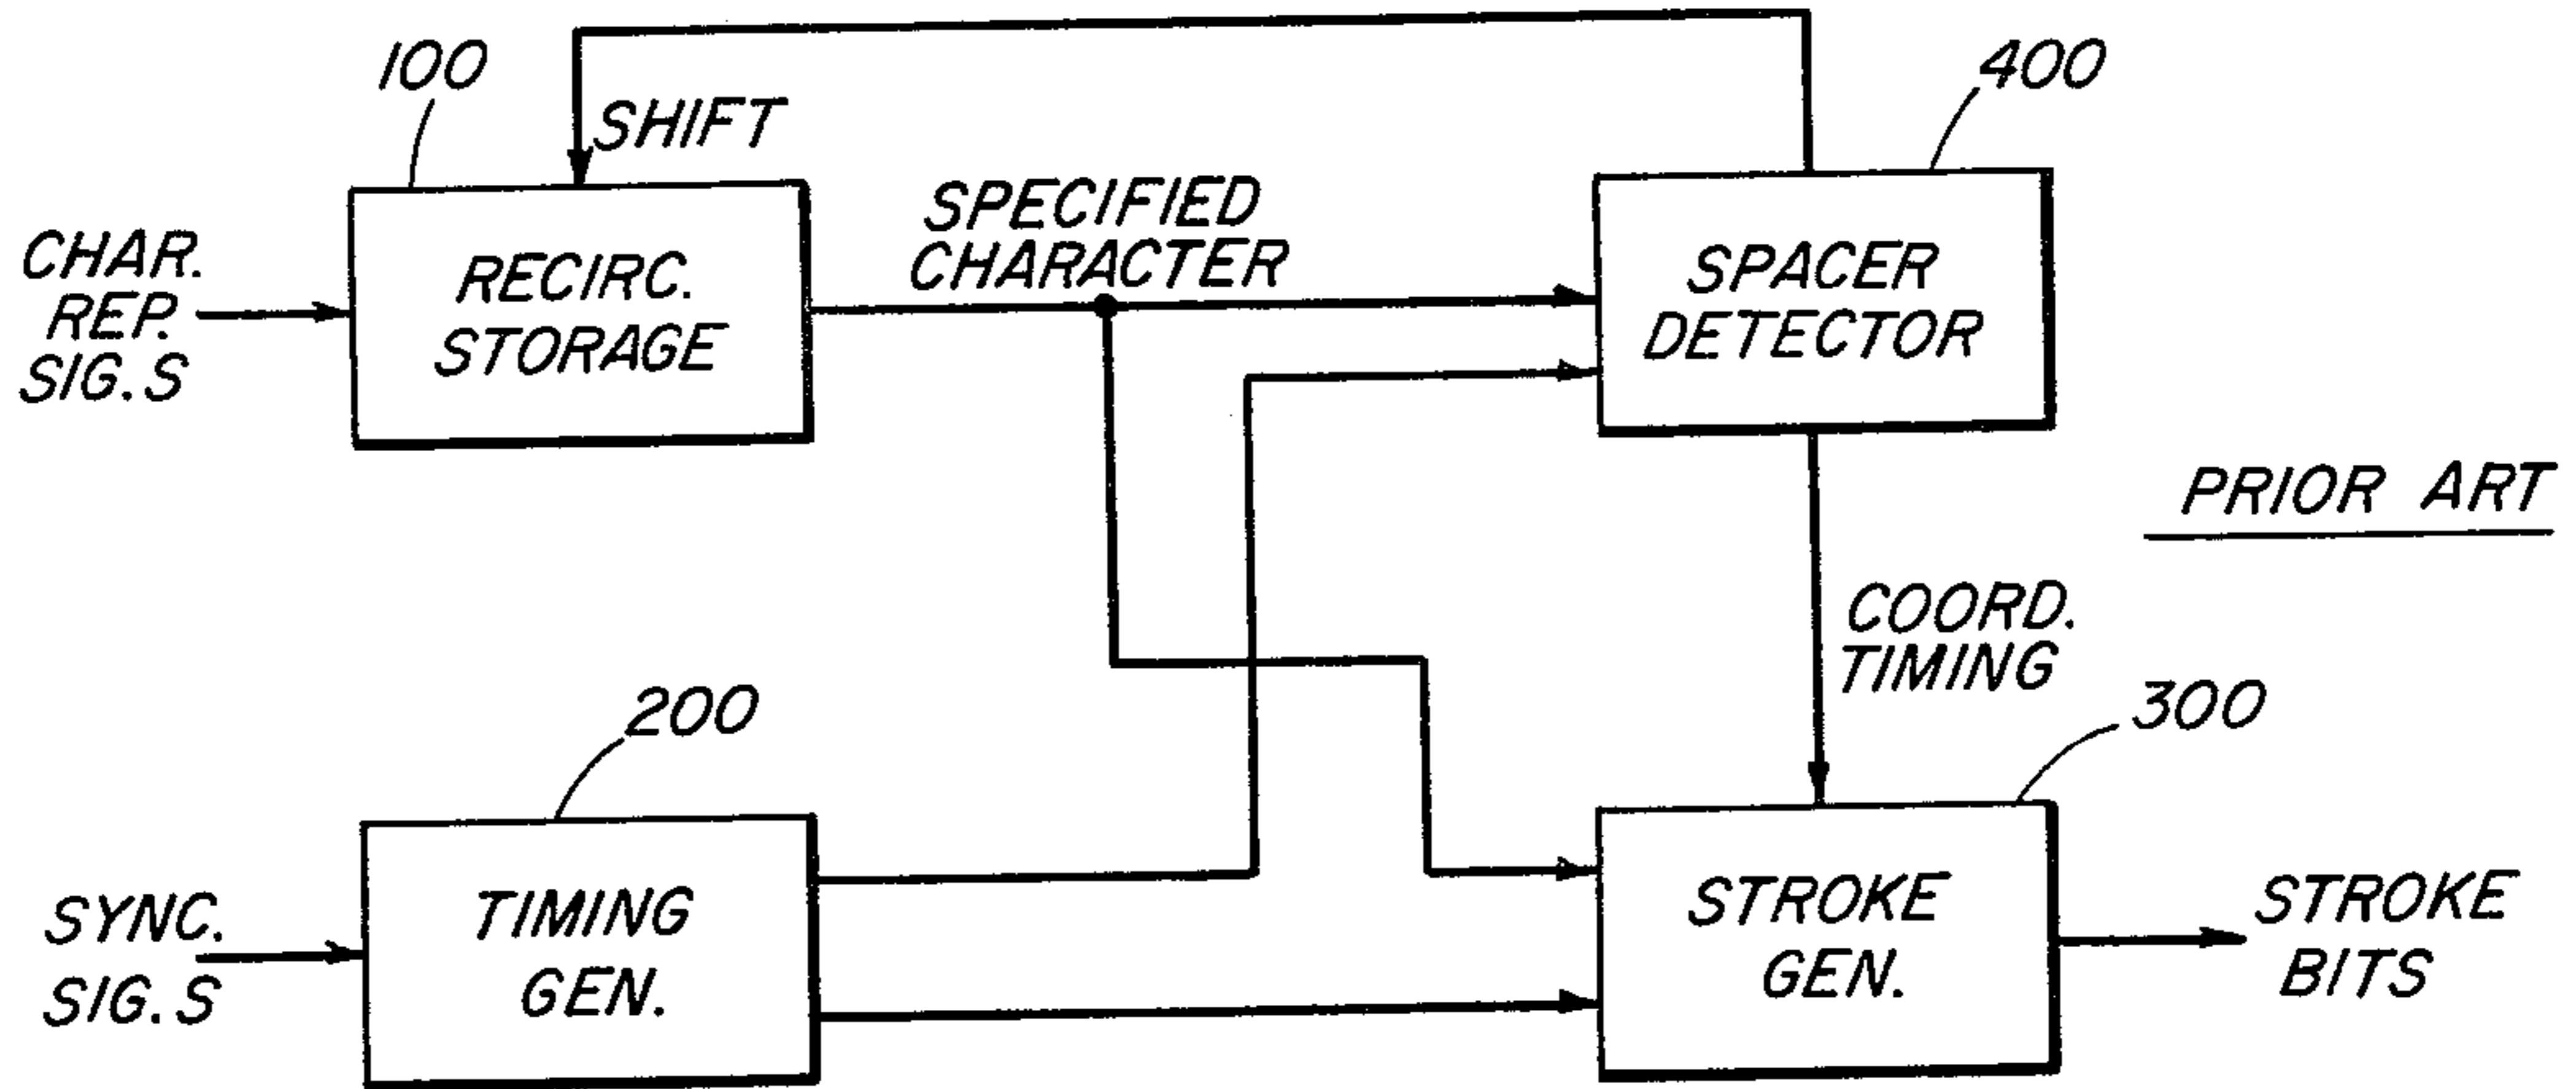 100
SHIFT
400
CHAR.
REP.
SIG.S
RECIRC.
STORAGE
SPECIFIED
CHARACTER
SPACER
DETECTOR
PRIOR ART
COORD.
TIMING
200
300
SYNC.
SIG.S
TIMING
GEN.
STROKE
GEN.
STROKE
BITS